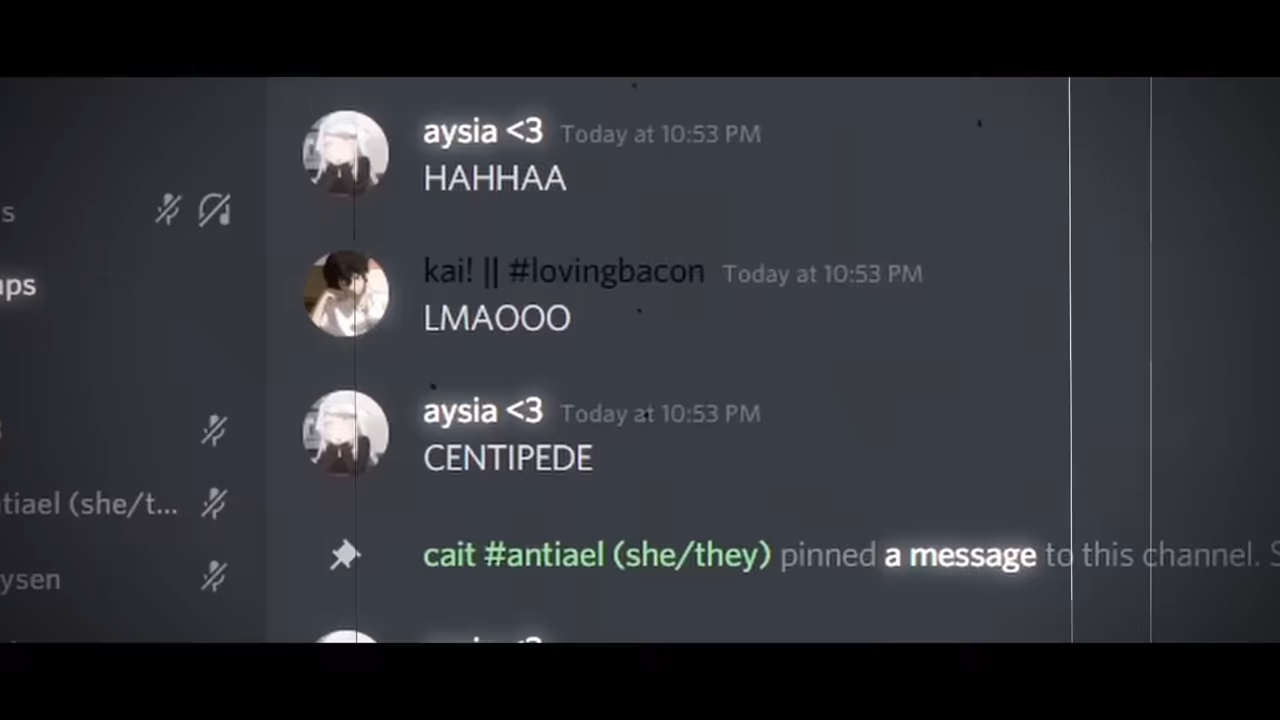 aysia <3 Today at 10:53 PM
HAHHAA
s
kai! || #lovingbacon Today at 10:53 PM
ips
LMAOOO
aysia <3 Today at 10:53 PM
CENTIPEDE
tiael (she/t...
cait #antiael (she/they) pinned a message to this channel. S
ysen